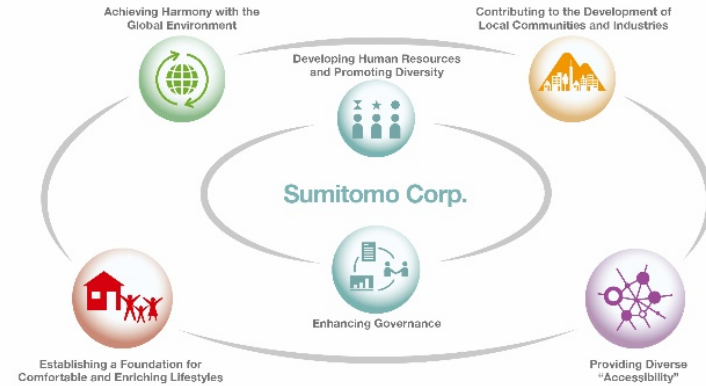 Achieving Harmony with the
Global Environment
Contributing to the Development of
Local Communities and Industries
Developing Human Resources
and Promoting Diversity
Sumitomo Corp.
Enhancing Governance
Establishing a Foundation for
Comfortable and Enriching Lifestyles
Providing Diverse
“Accessibility”